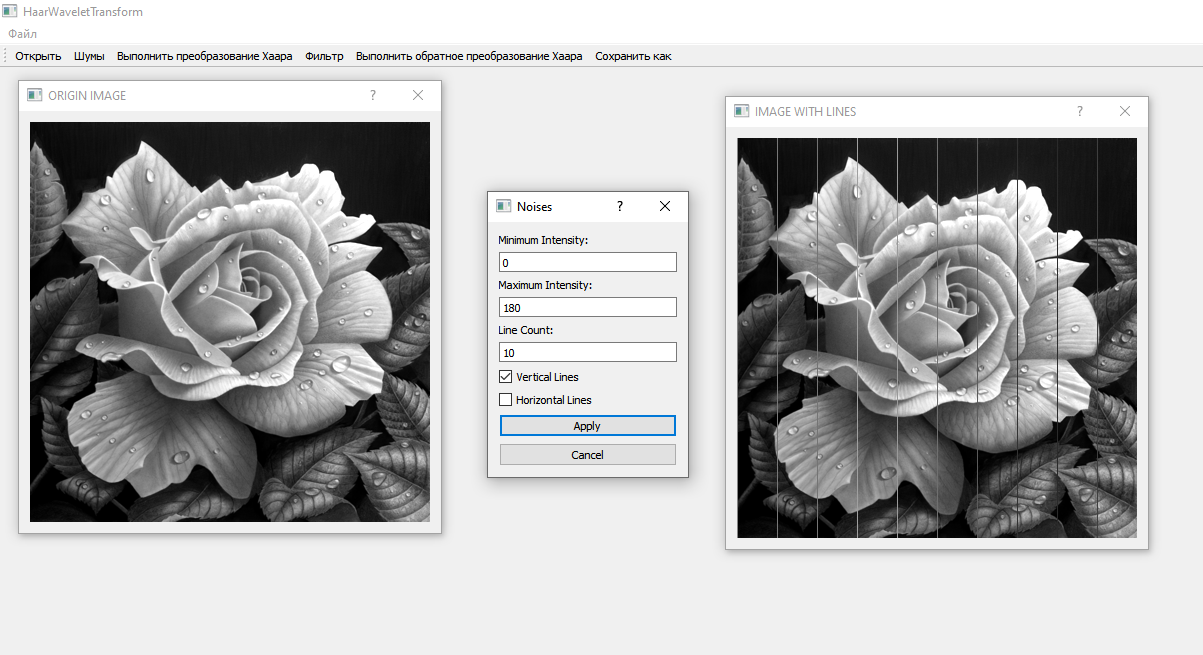 HaarWaveletTransform
Файл
Открыть Шумы Выполнить преобразование Хаара Фильтр Выполнить обратное преобразование Хаара Сохранить как
ORIGIN IMAGE ?
IMAGE WITH LINES ?
Noises ?
Minimum Intensity:
0
Maximum Intensity:
180
Line Count:
10
Vertical Lines
Horizontal Lines
Apply
Cancel